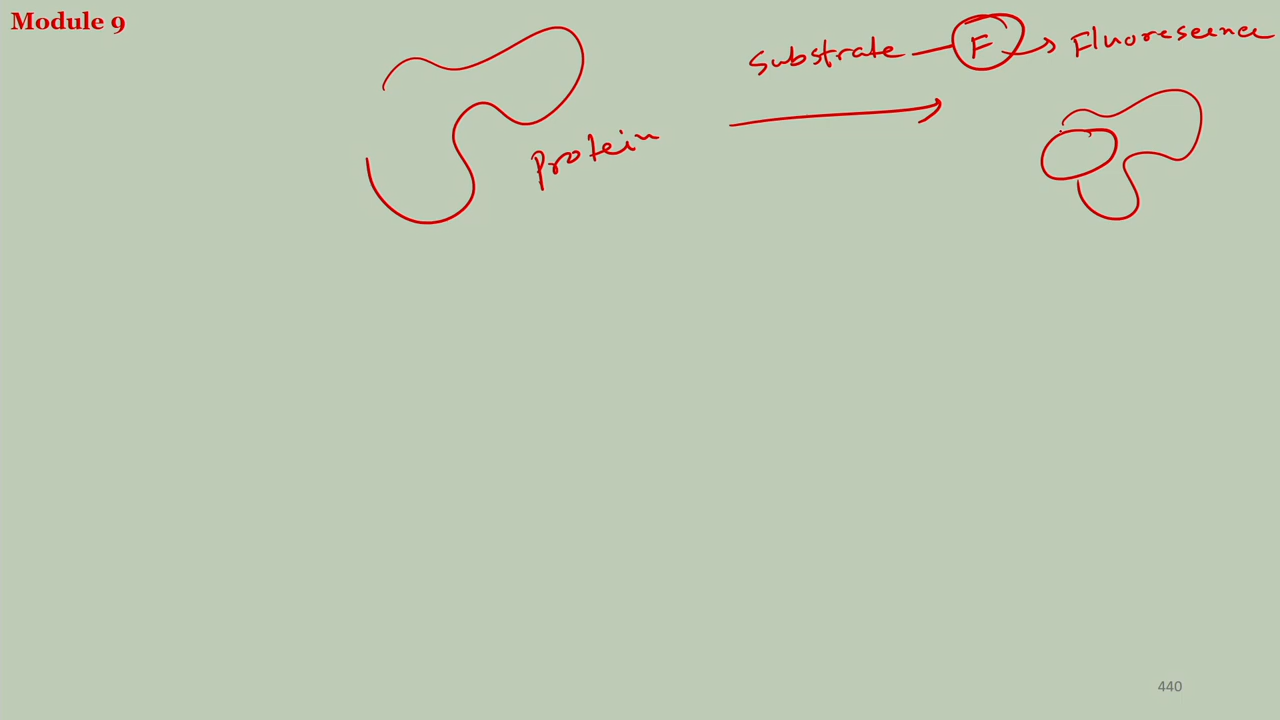 Module 9
Substrate — F → Fluorescence
Protein
440